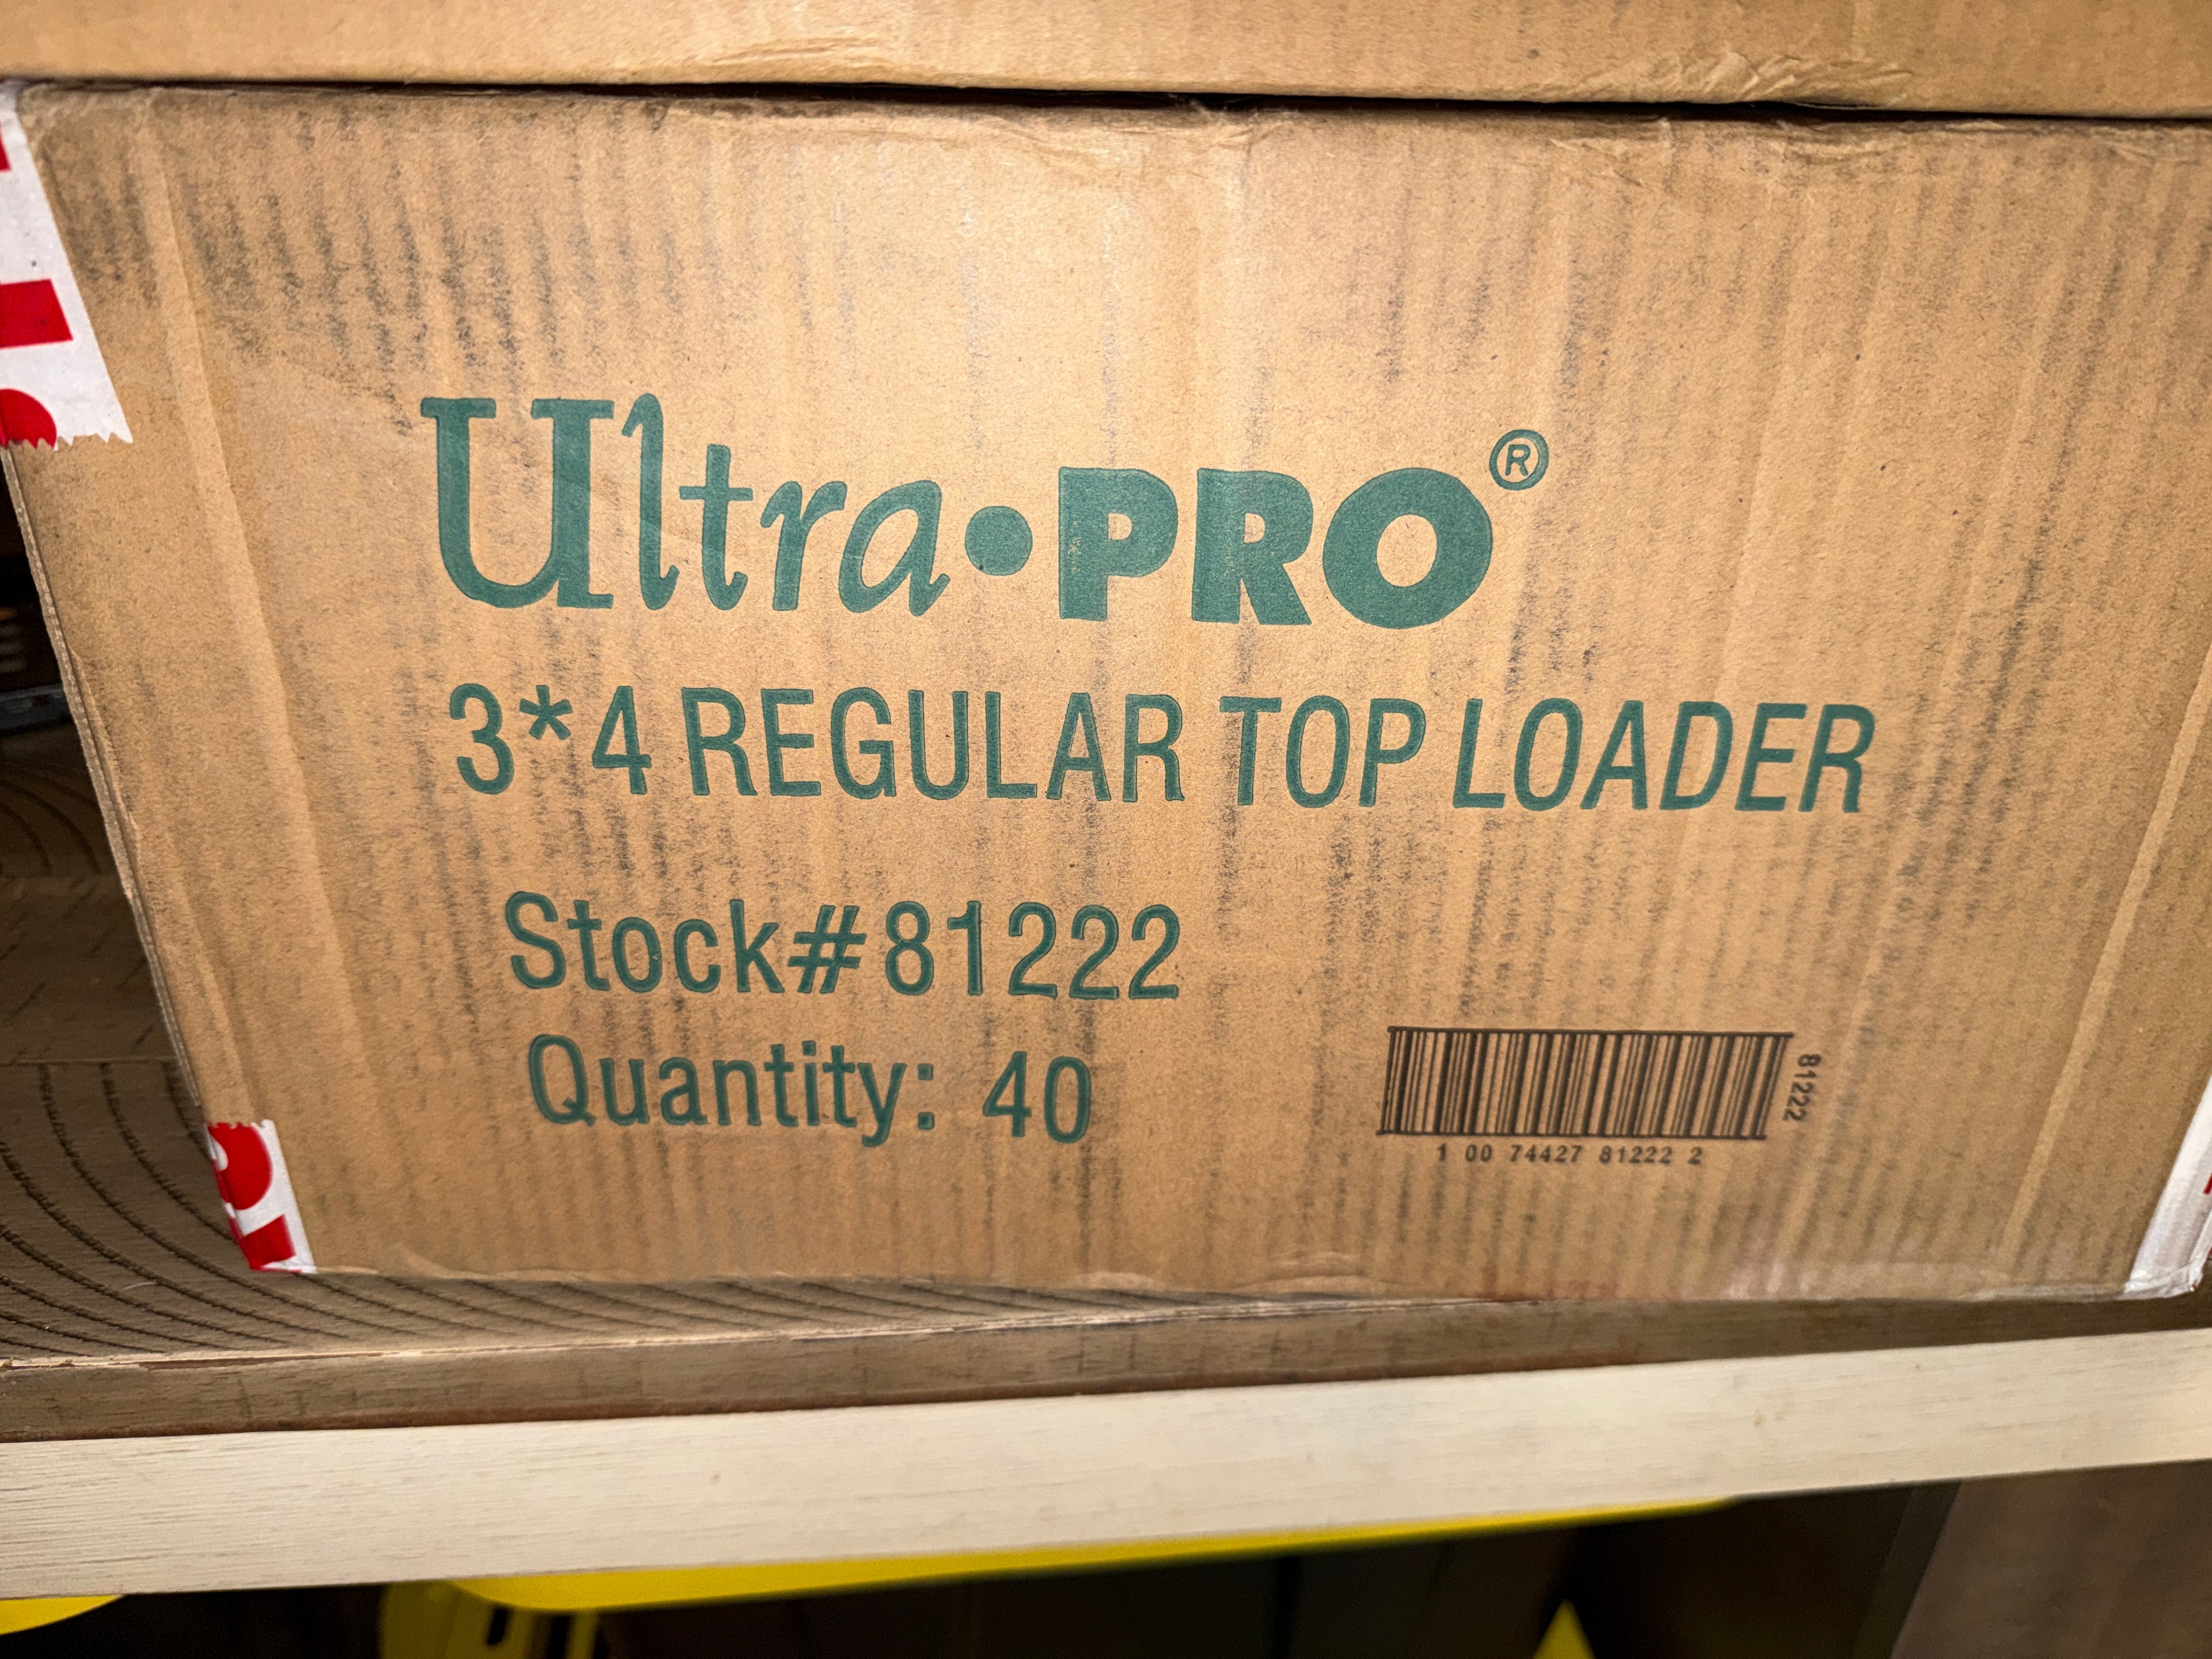 Ultra•PRO®
3*4 REGULAR TOP LOADER
Stock#81222
Quantity: 40
81222
1 00 74427 81222 2